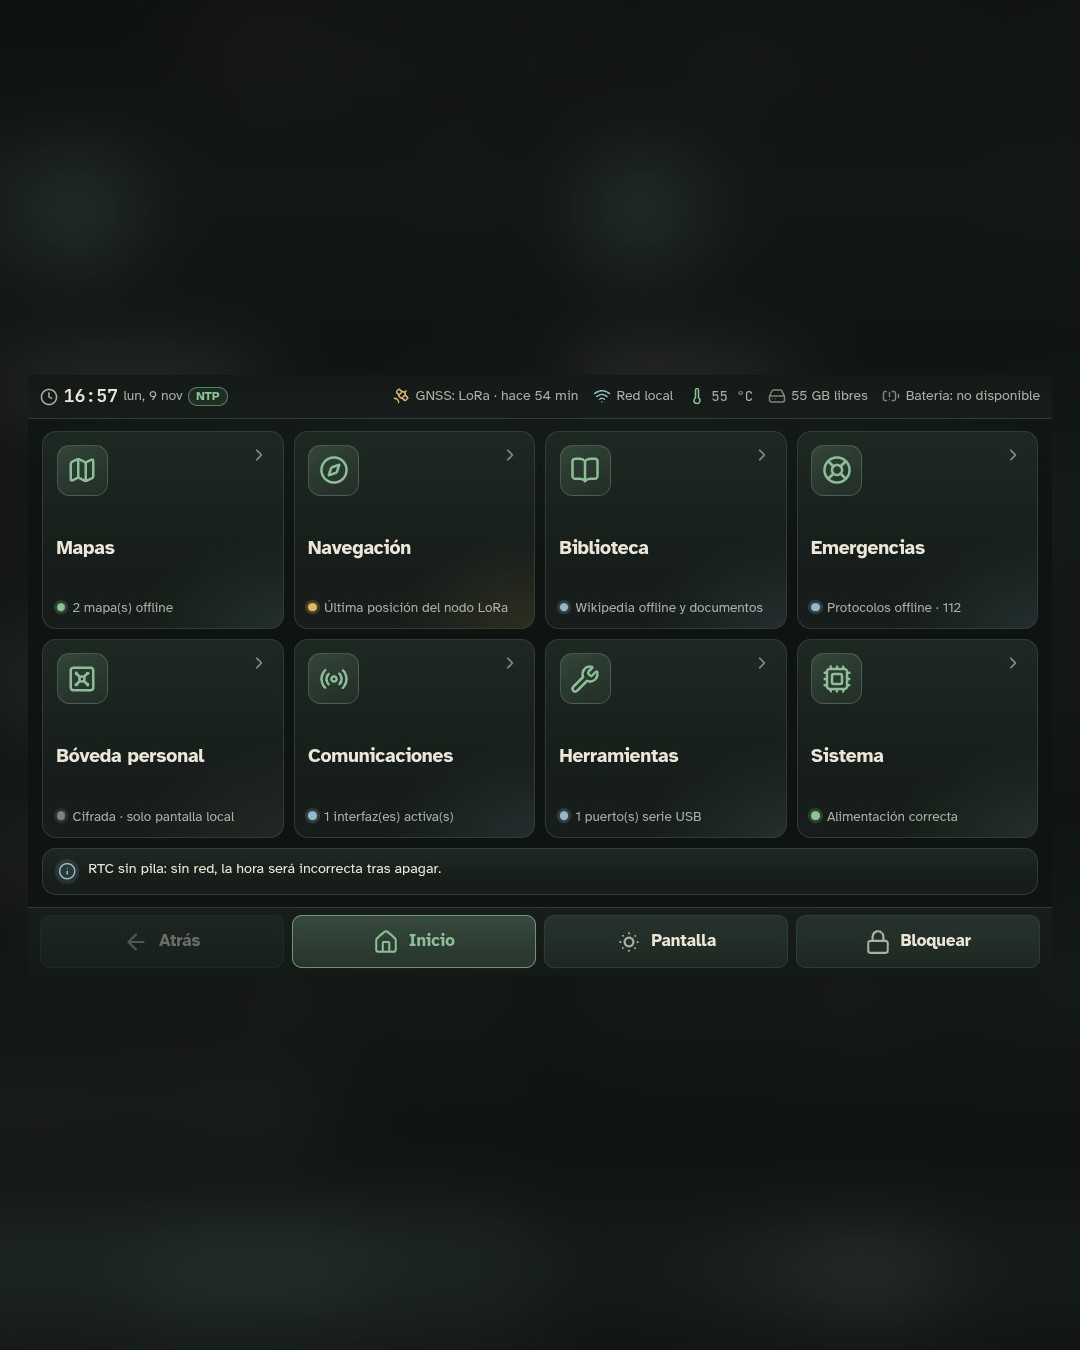 16:57 lun, 9 nov NTP GNSS: LoRa · hace 54 min Red local 55 °C 55 GB libres Batería: no disponible
Mapas
2 mapa(s) offline
Navegación
Última posición del nodo LoRa
Biblioteca
Wikipedia offline y documentos
Emergencias
Protocolos offline · 112
Bóveda personal
Cifrada · solo pantalla local
Comunicaciones
1 interfaz(es) activa(s)
Herramientas
1 puerto(s) serie USB
Sistema
Alimentación correcta
RTC sin pila: sin red, la hora será incorrecta tras apagar.
Atrás Inicio Pantalla Bloquear